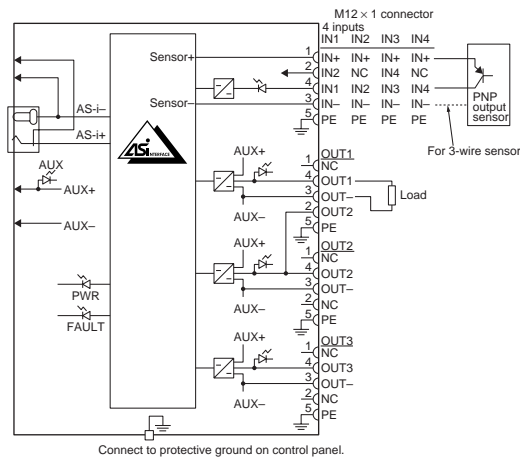 M12 × 1 connector
4 inputs
IN1 IN2 IN3 IN4
Sensor+ 1 IN+ IN+ IN+ IN+
2 IN2 NC IN4 NC
4 IN1 IN2 IN3 IN4
Sensor– 3 IN– IN– IN– IN–
5 PE PE PE PE
PNP
output
sensor
For 3-wire sensor
AS-i–
AS-i+
ASi
INTERFACE
AUX
AUX+
AUX–
PWR
FAULT
AUX+
AUX–
OUT1
1 NC
4 OUT1
3 OUT–
2 OUT2
5 PE
Load
AUX+
AUX–
OUT2
1 NC
4 OUT2
3 OUT–
2 NC
5 PE
AUX+
AUX–
OUT3
1 NC
4 OUT3
3 OUT–
2 NC
5 PE
Connect to protective ground on control panel.